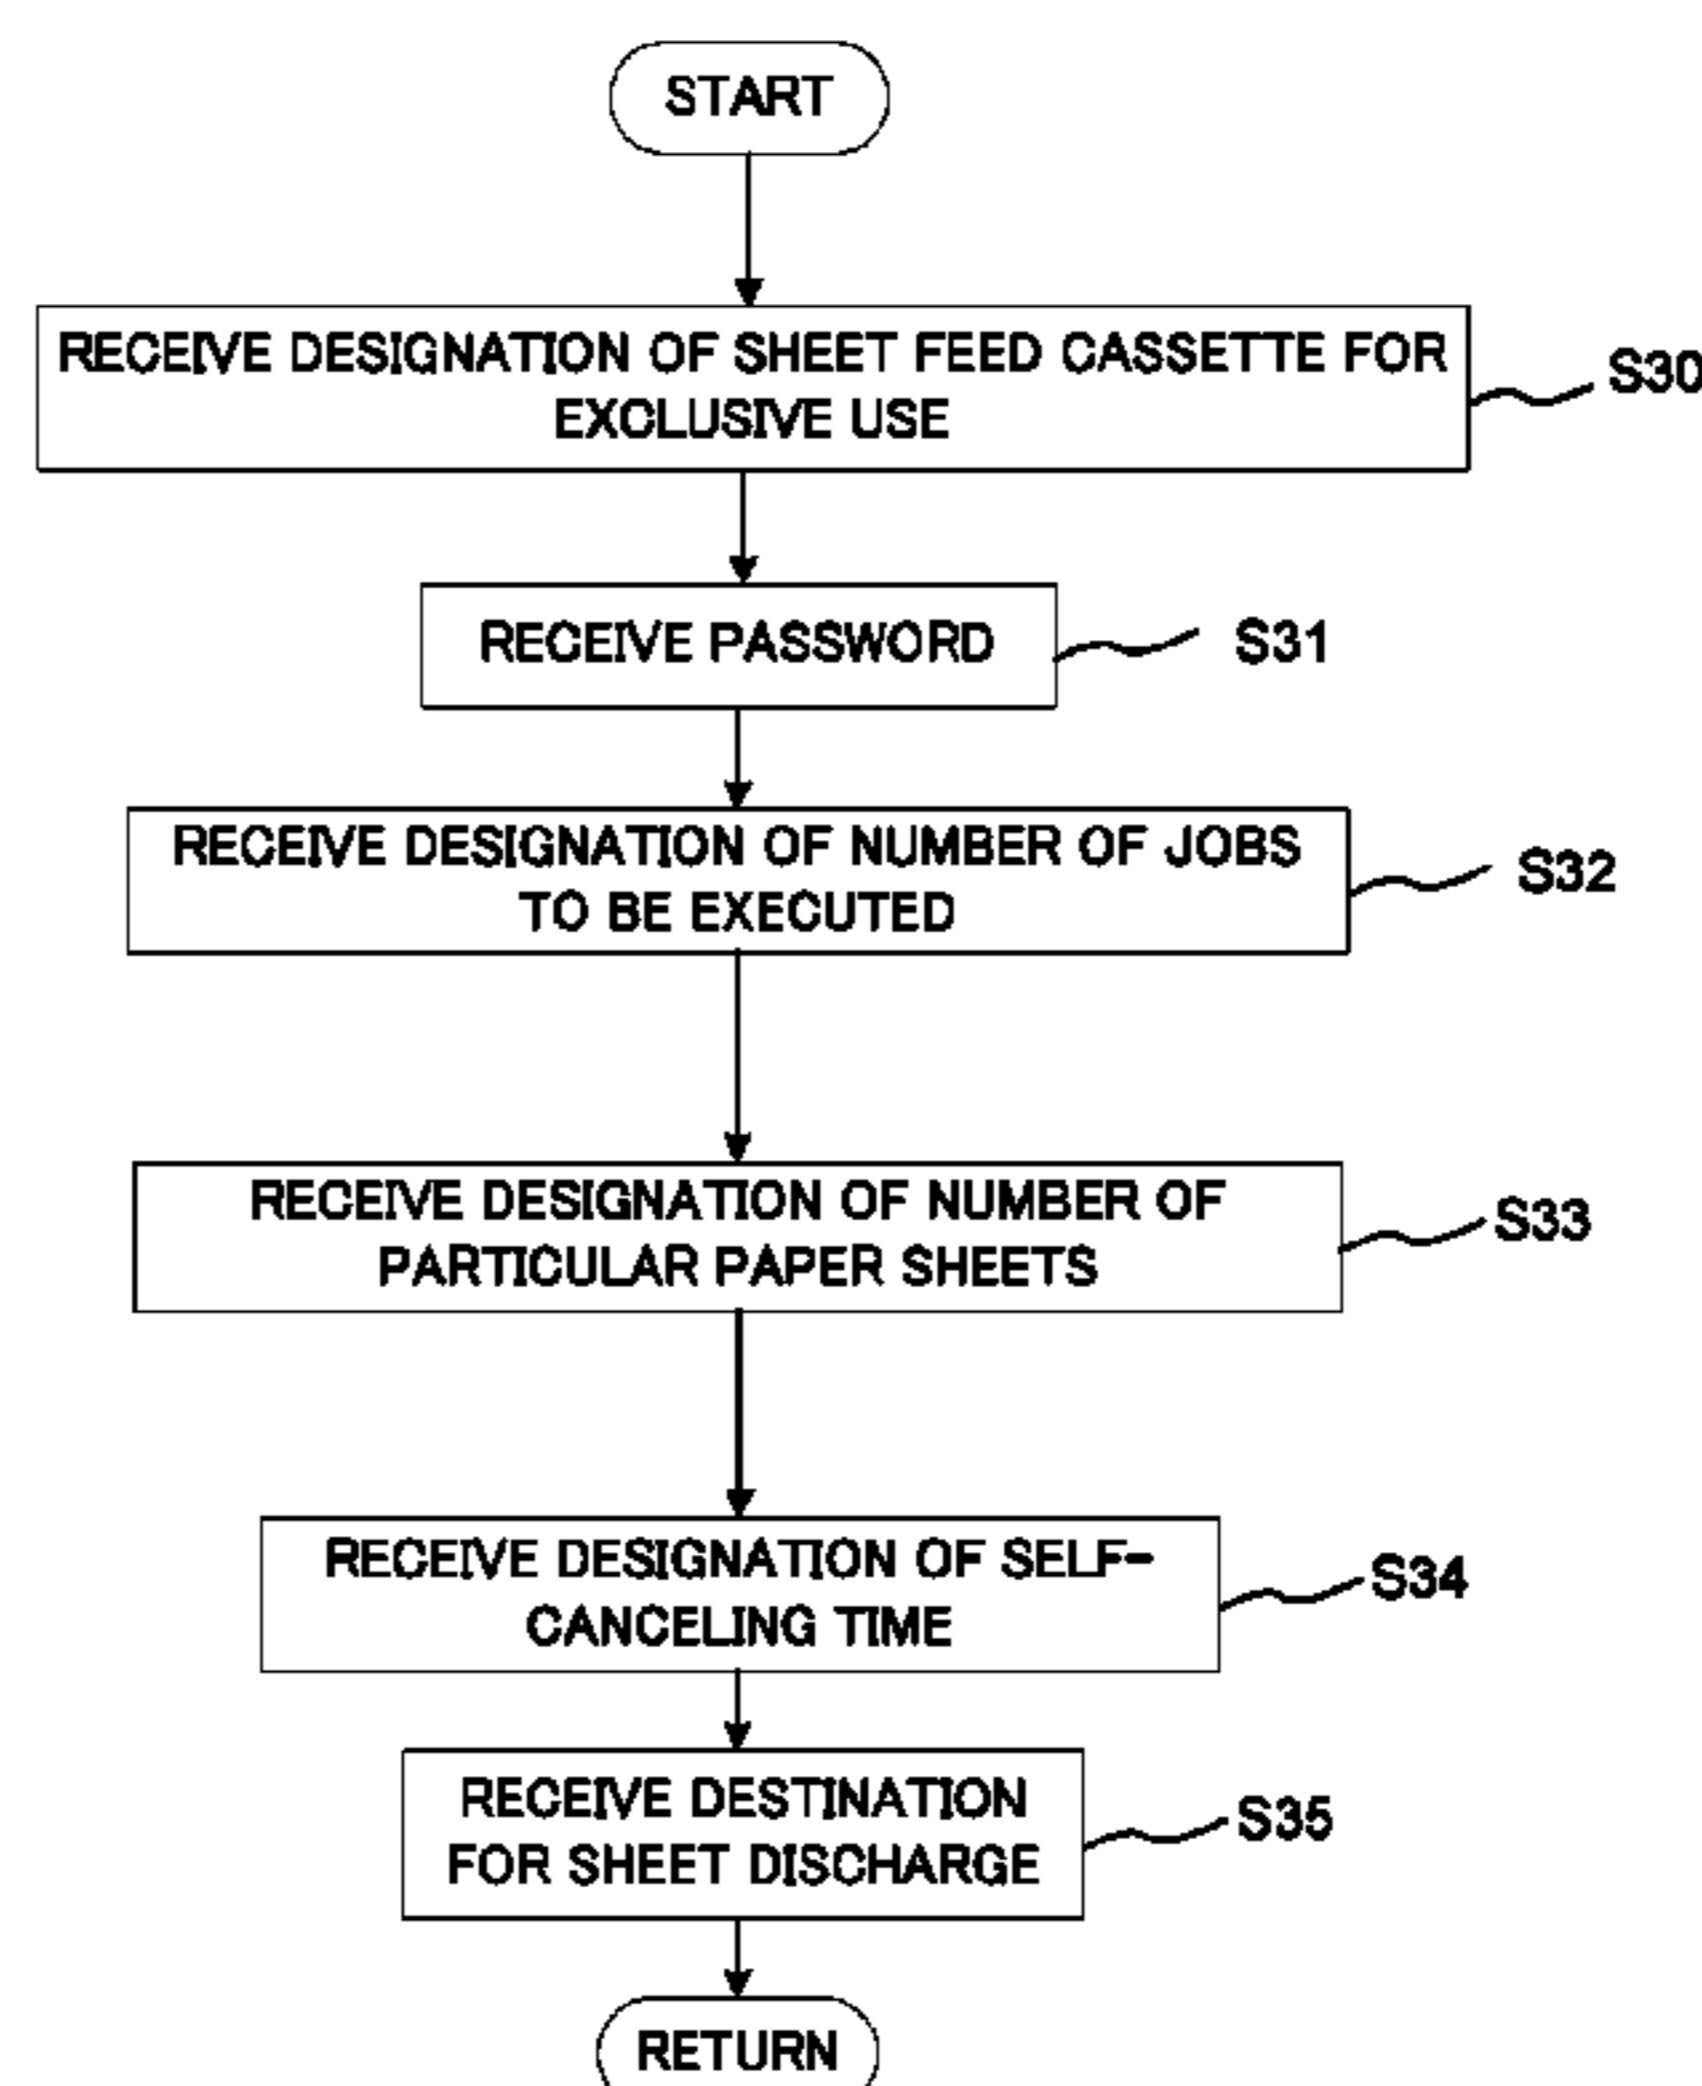 START
RECEIVE DESIGNATION OF SHEET FEED CASSETTE FOR
EXCLUSIVE USE
S30
RECEIVE PASSWORD
S31
RECEIVE DESIGNATION OF NUMBER OF JOBS
TO BE EXECUTED
S32
RECEIVE DESIGNATION OF NUMBER OF
PARTICULAR PAPER SHEETS
S33
RECEIVE DESIGNATION OF SELF-
CANCELING TIME
S34
RECEIVE DESTINATION
FOR SHEET DISCHARGE
S35
RETURN